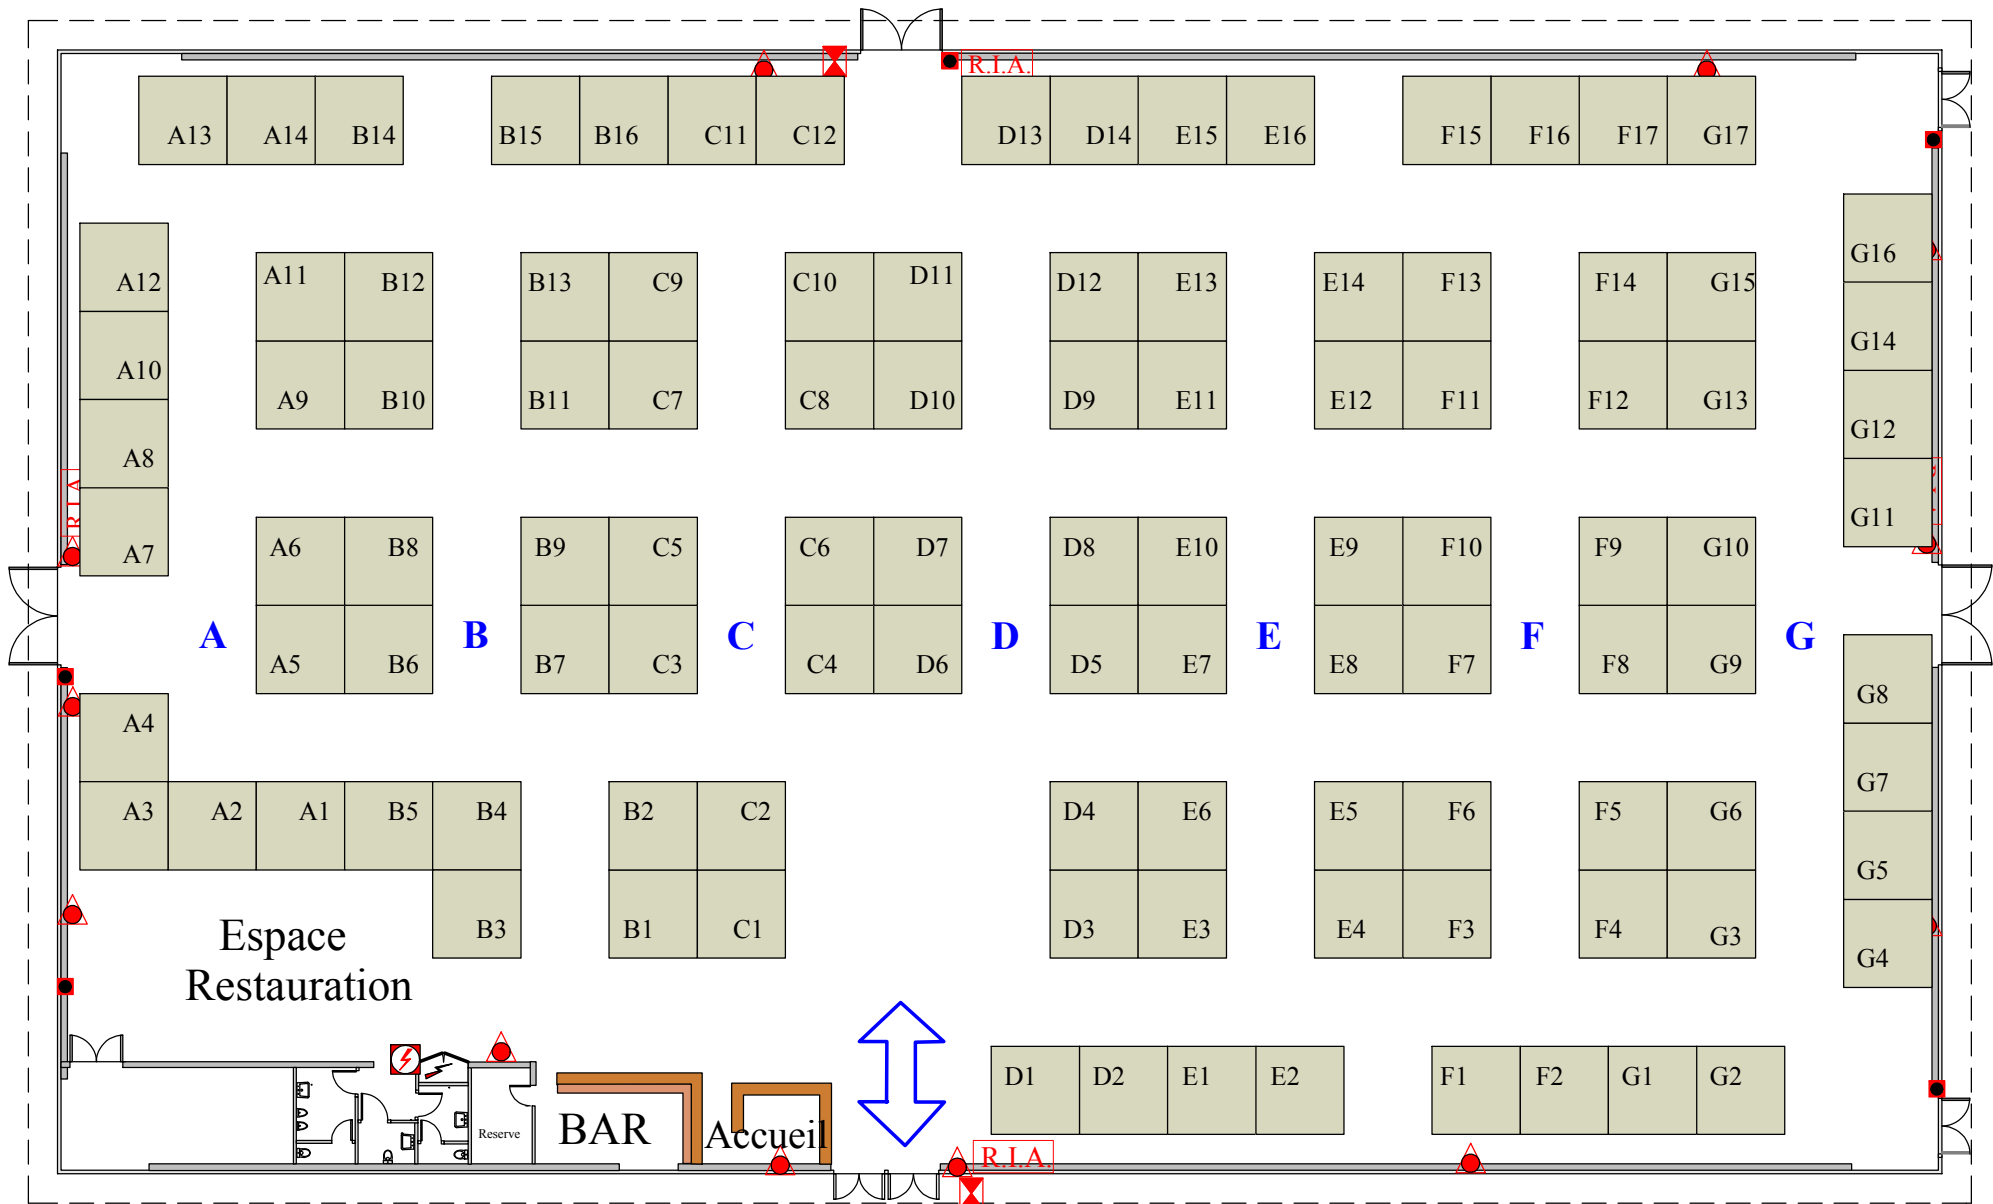 R.I.A.
A13 A14 B14 B15 B16 C11 C12 D13 D14 E15 E16 F15 F16 F17 G17
G16
A12 A11 B12 B13 C9 C10 D11 D12 E13 E14 F13 F14 G15
G14
A10
A9 B10 B11 C7 C8 D10 D9 E11 E12 F11 F12 G13
G12
A8
R.I.A.
G11
A7 A6 B8 B9 C5 C6 D7 D8 E10 E9 F10 F9 G10
A B C D E F G
A5 B6 B7 C3 C4 D6 D5 E7 E8 F7 F8 G9
G8
A4
G7
A3 A2 A1 B5 B4 B2 C2 D4 E6 E5 F6 F5 G6
G5
B3 B1 C1 D3 E3 E4 F3 F4 G3
G4
Espace
Restauration
D1 D2 E1 E2 F1 F2 G1 G2
Reserve
BAR
Accueil
R.I.A.